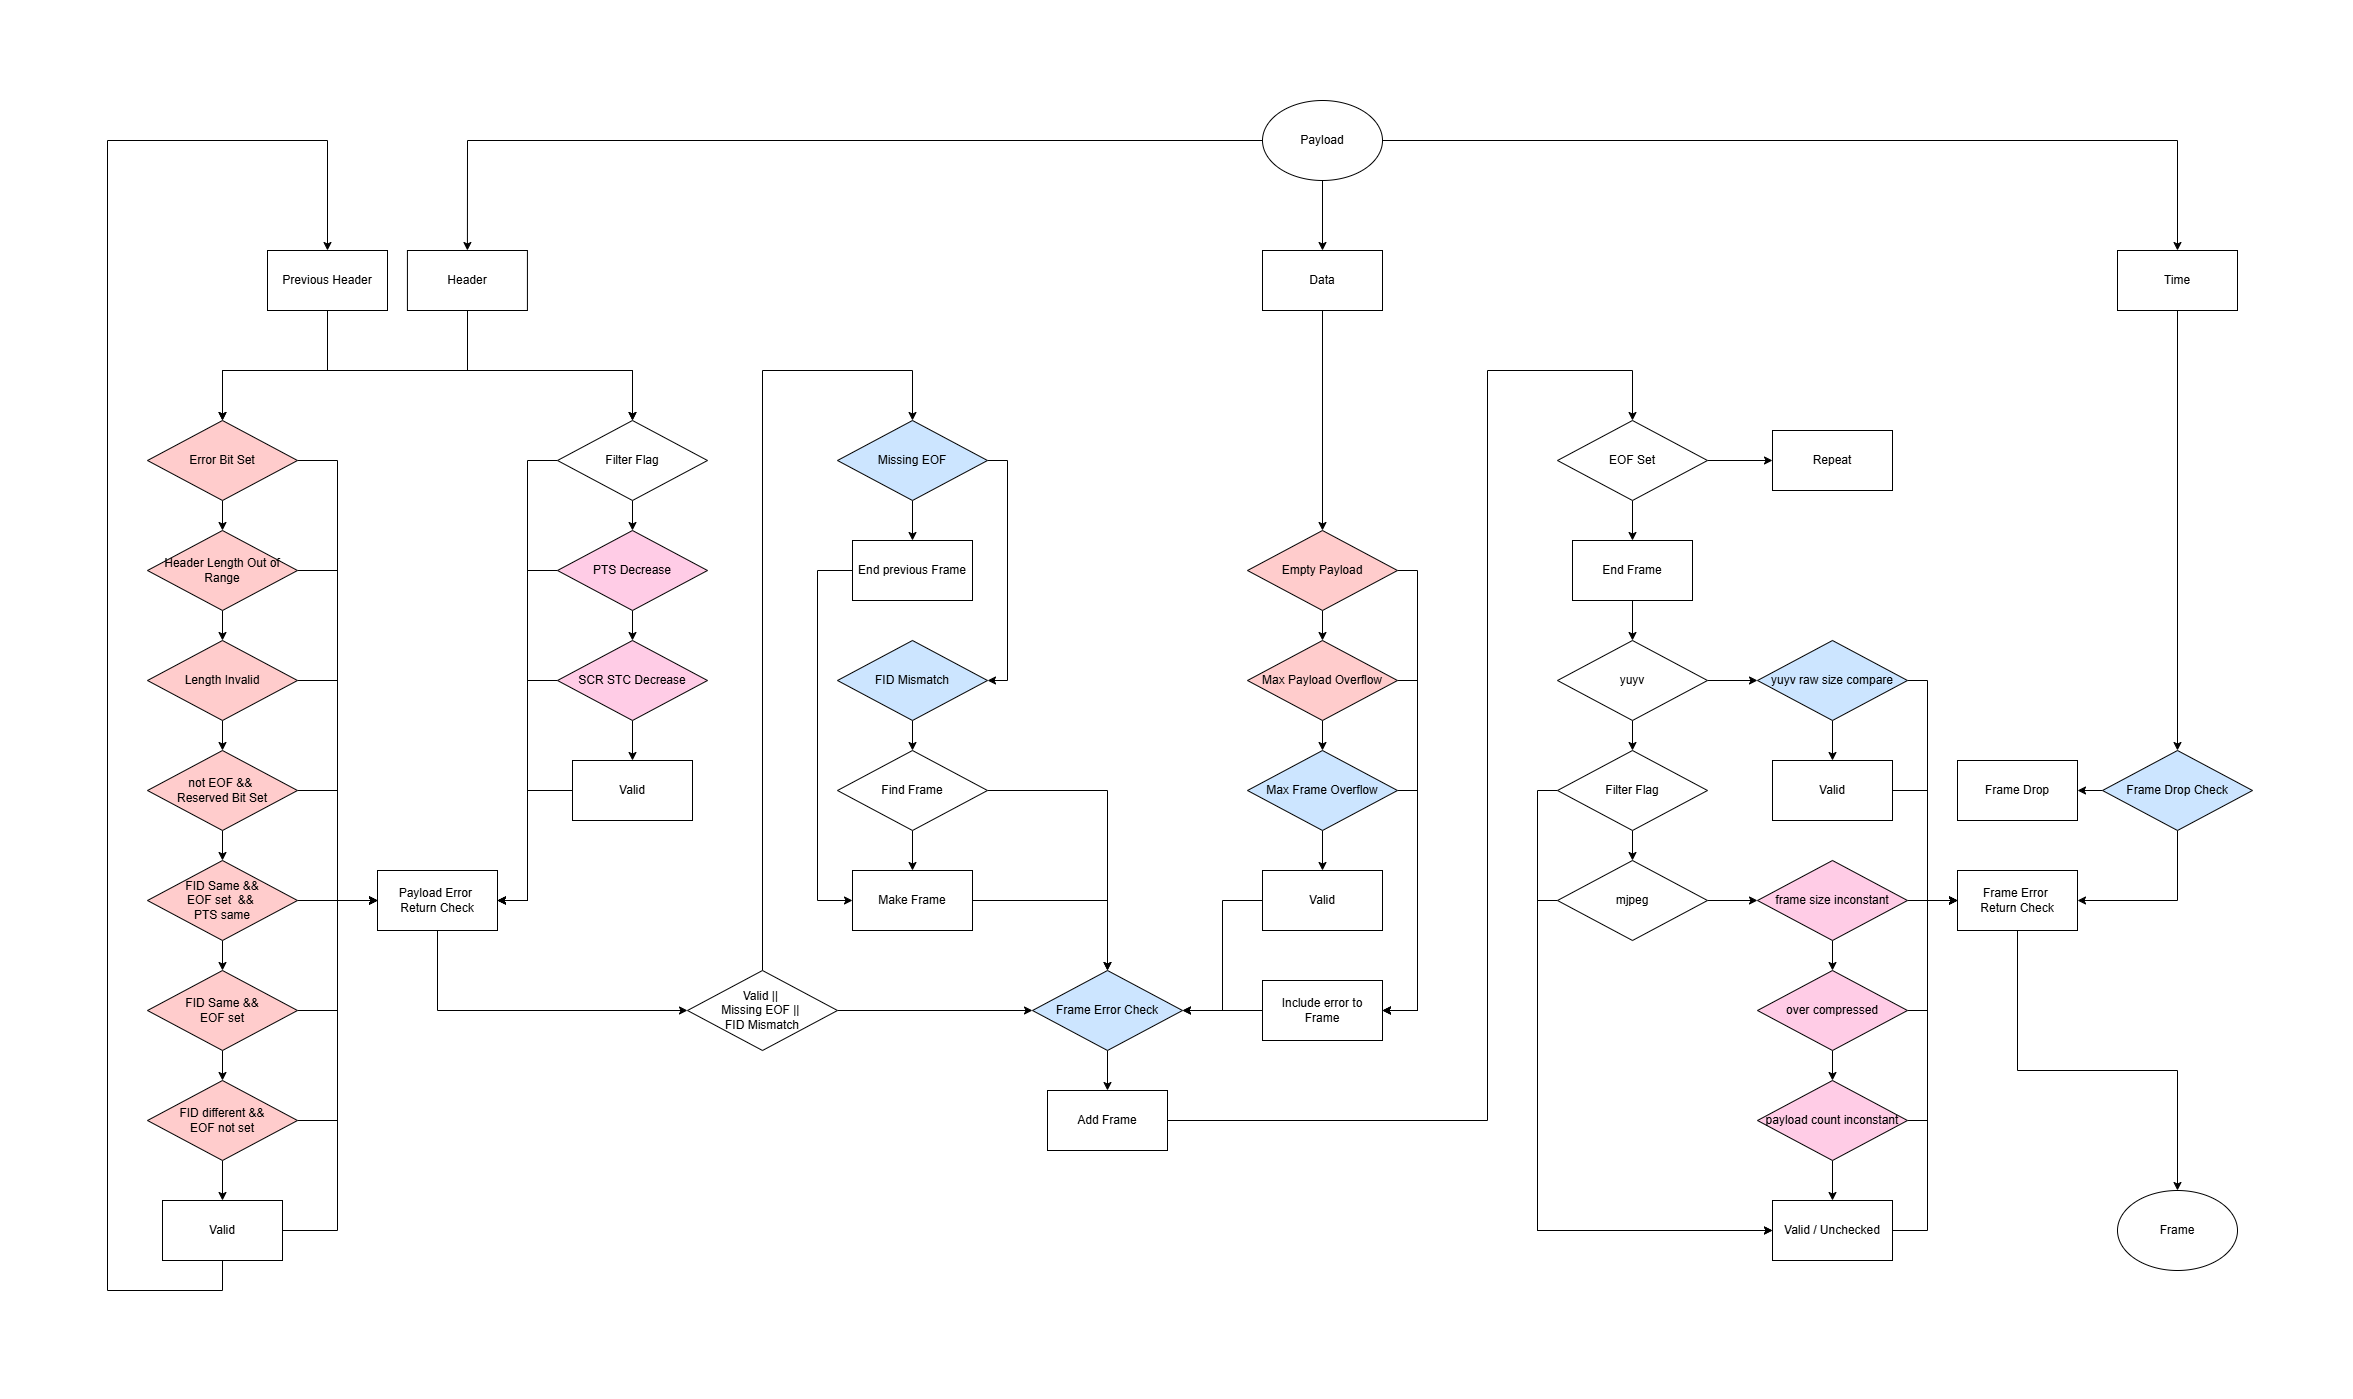 Payload
Previous Header
Header
Data
Time
Error Bit Set
Filter Flag
Missing EOF
EOF Set
Repeat
Header Length Out of
Range
PTS Decrease
End previous Frame
Empty Payload
End Frame
Length Invalid
SCR STC Decrease
FID Mismatch
Max Payload Overflow
yuyv
yuyv raw size compare
not EOF &&
Reserved Bit Set
Valid
Find Frame
Max Frame Overflow
Filter Flag
Valid
Frame Drop
Frame Drop Check
FID Same &&
EOF set &&
PTS same
Payload Error
Return Check
Make Frame
Valid
mjpeg
frame size inconstant
Frame Error
Return Check
FID Same &&
EOF set
Valid ||
Missing EOF ||
FID Mismatch
Frame Error Check
Include error to
Frame
over compressed
FID different &&
EOF not set
Add Frame
payload count inconstant
Valid
Valid / Unchecked
Frame